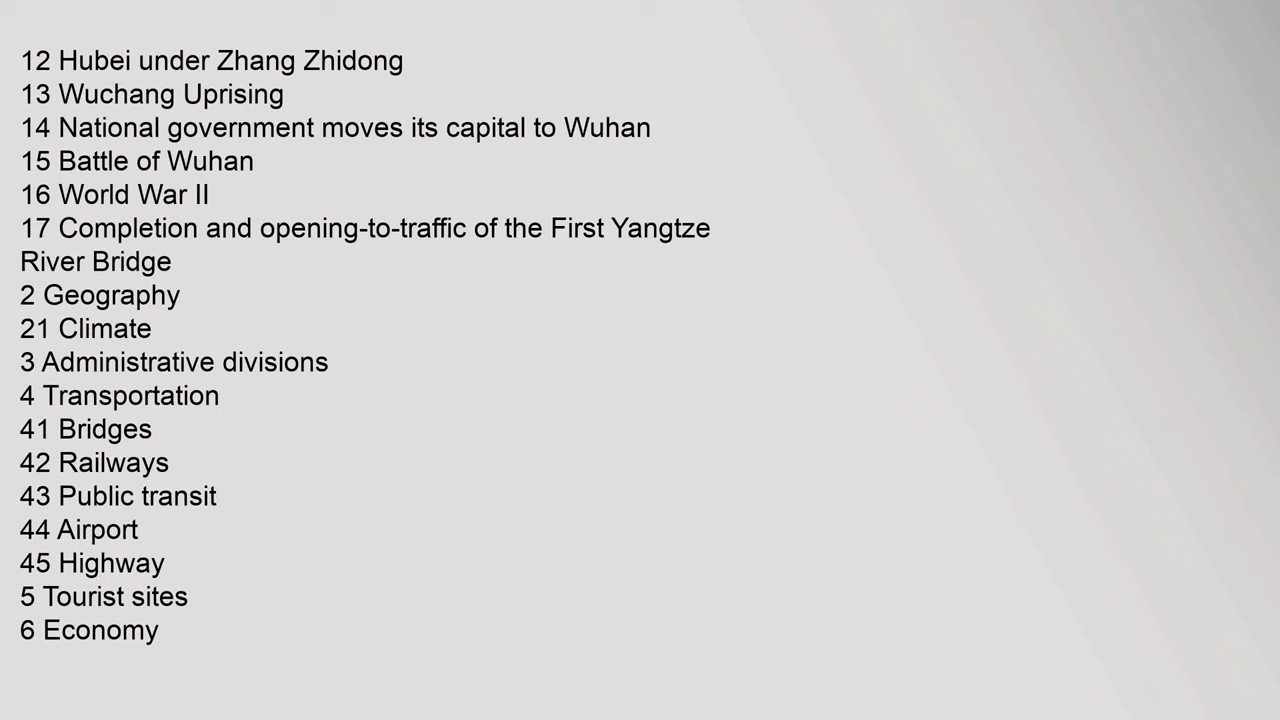 12 Hubei under Zhang Zhidong
13 Wuchang Uprising
14 National government moves its capital to Wuhan
15 Battle of Wuhan
16 World War II
17 Completion and opening-to-traffic of the First Yangtze
River Bridge
2 Geography
21 Climate
3 Administrative divisions
4 Transportation
41 Bridges
42 Railways
43 Public transit
44 Airport
45 Highway
5 Tourist sites
6 Economy